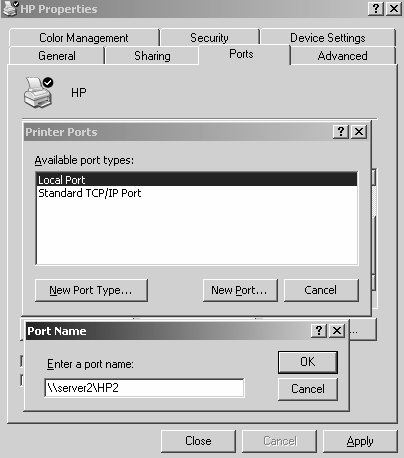 HP Properties
Color Management
Security
Device Settings
General
Sharing
Ports
Advanced
HP
Printer Ports
Available port types:
Local Port
Standard TCP/IP Port
New Port Type...
New Port...
Cancel
...
Port Name
Enter a port name:
OK
\\server2\HP2
Cancel
Close
Cancel
Apply